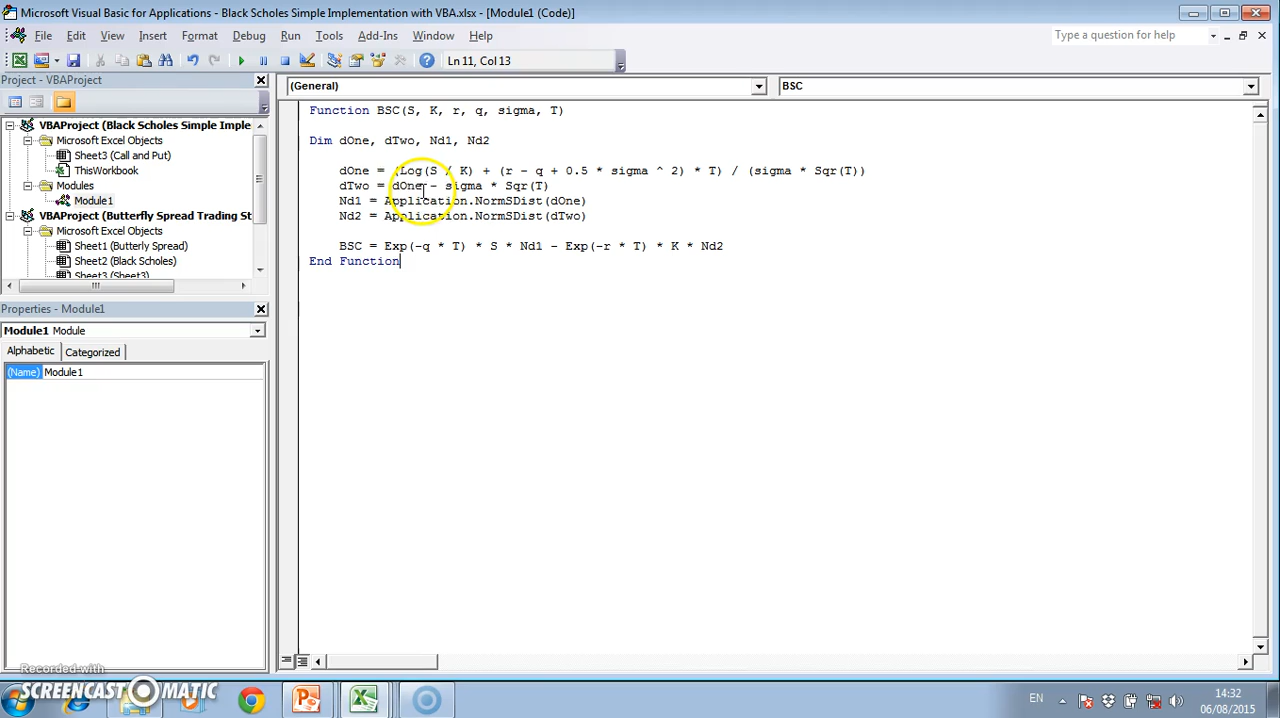 Microsoft Visual Basic for Applications - Black Scholes Simple Implementation with VBA.xlsx - [Module1 (Code)]
File Edit View Insert Format Debug Run Tools Add-Ins Window Help
Type a question for help
Ln 11, Col 13
Project - VBAProject
VBAProject (Black Scholes Simple Imple
Microsoft Excel Objects
Sheet3 (Call and Put)
ThisWorkbook
Modules
Module1
VBAProject (Butterfly Spread Trading St
Microsoft Excel Objects
Sheet1 (Butterfly Spread)
Sheet2 (Black Scholes)
Sheet3 (Sheet3)
Properties - Module1
Module1 Module
Alphabetic Categorized
(Name) Module1
(General)
BSC
Function BSC(S, K, r, q, sigma, T)
Dim dOne, dTwo, Nd1, Nd2
dOne = (Log(S / K) + (r - q + 0.5 * sigma ^ 2) * T) / (sigma * Sqr(T))
dTwo = dOne - sigma * Sqr(T)
Nd1 = Application.NormSDist(dOne)
Nd2 = Application.NormSDist(dTwo)
BSC = Exp(-q * T) * S * Nd1 - Exp(-r * T) * K * Nd2
End Function
Recorded with
SCREENCAST MATIC
EN
14:32
06/08/2015